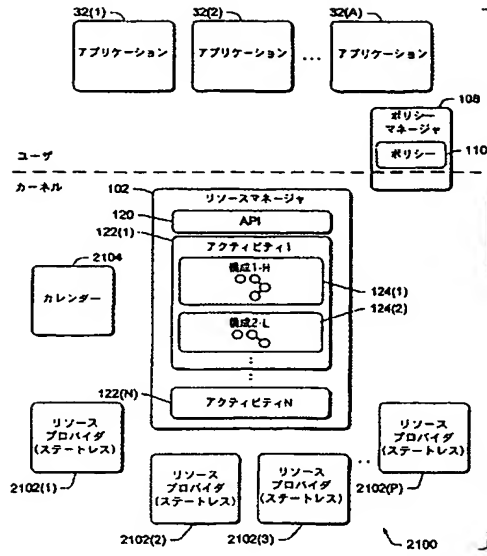 32(1) 32(2) 32(A)
アプリケーション アプリケーション … アプリケーション
108
ポリシー
マネージャ
110
ポリシー
ユーザ
カーネル
102
リソースマネージャ
120
API
122(1)
アクティビティ1
2104
カレンダー
構成1-H
124(1)
構成2-L
124(2)
122(N)
アクティビティN
リソース
プロバイダ
(ステートレス)
2102(1)
リソース
プロバイダ
(ステートレス)
2102(2)
リソース
プロバイダ
(ステートレス)
2102(3)
リソース
プロバイダ
(ステートレス)
2102(P)
2100